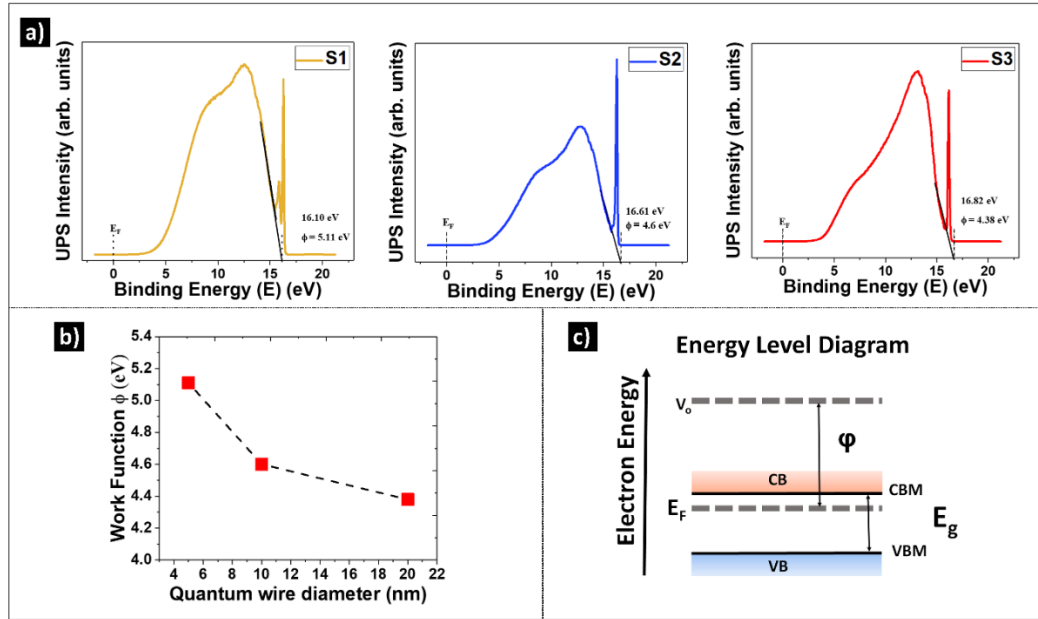 a)
S1
UPS Intensity (arb. units)
E_F
16.10 eV
ϕ = 5.11 eV
0 5 10 15 20
Binding Energy (E) (eV)
S2
UPS Intensity (arb. units)
E_F
16.61 eV
ϕ = 4.6 eV
0 5 10 15 20
Binding Energy (E) (eV)
S3
UPS Intensity (arb. units)
E_F
16.82 eV
ϕ = 4.38 eV
0 5 10 15 20
Binding Energy (E) (eV)
b)
Work Function ϕ (eV)
5.4
5.2
5.0
4.8
4.6
4.4
4.2
4.0
4 6 8 10 12 14 16 18 20 22
Quantum wire diameter (nm)
c)
Energy Level Diagram
Electron Energy
V_o
φ
CB
CBM
E_F
E_g
VBM
VB